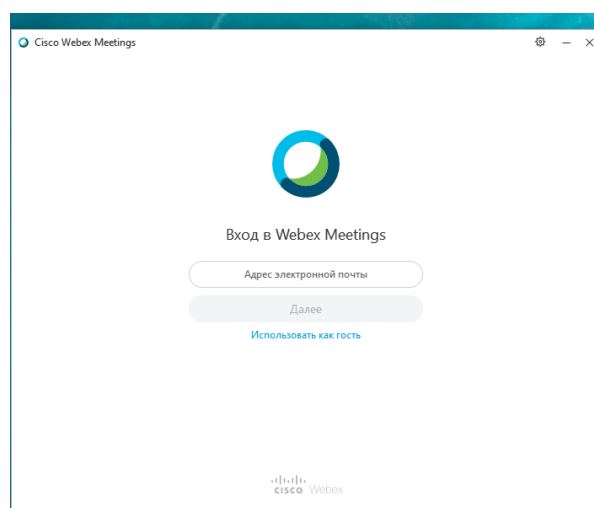 Cisco Webex Meetings
Вход в Webex Meetings
Адрес электронной почты
Далее
Использовать как гость
cisco Webex